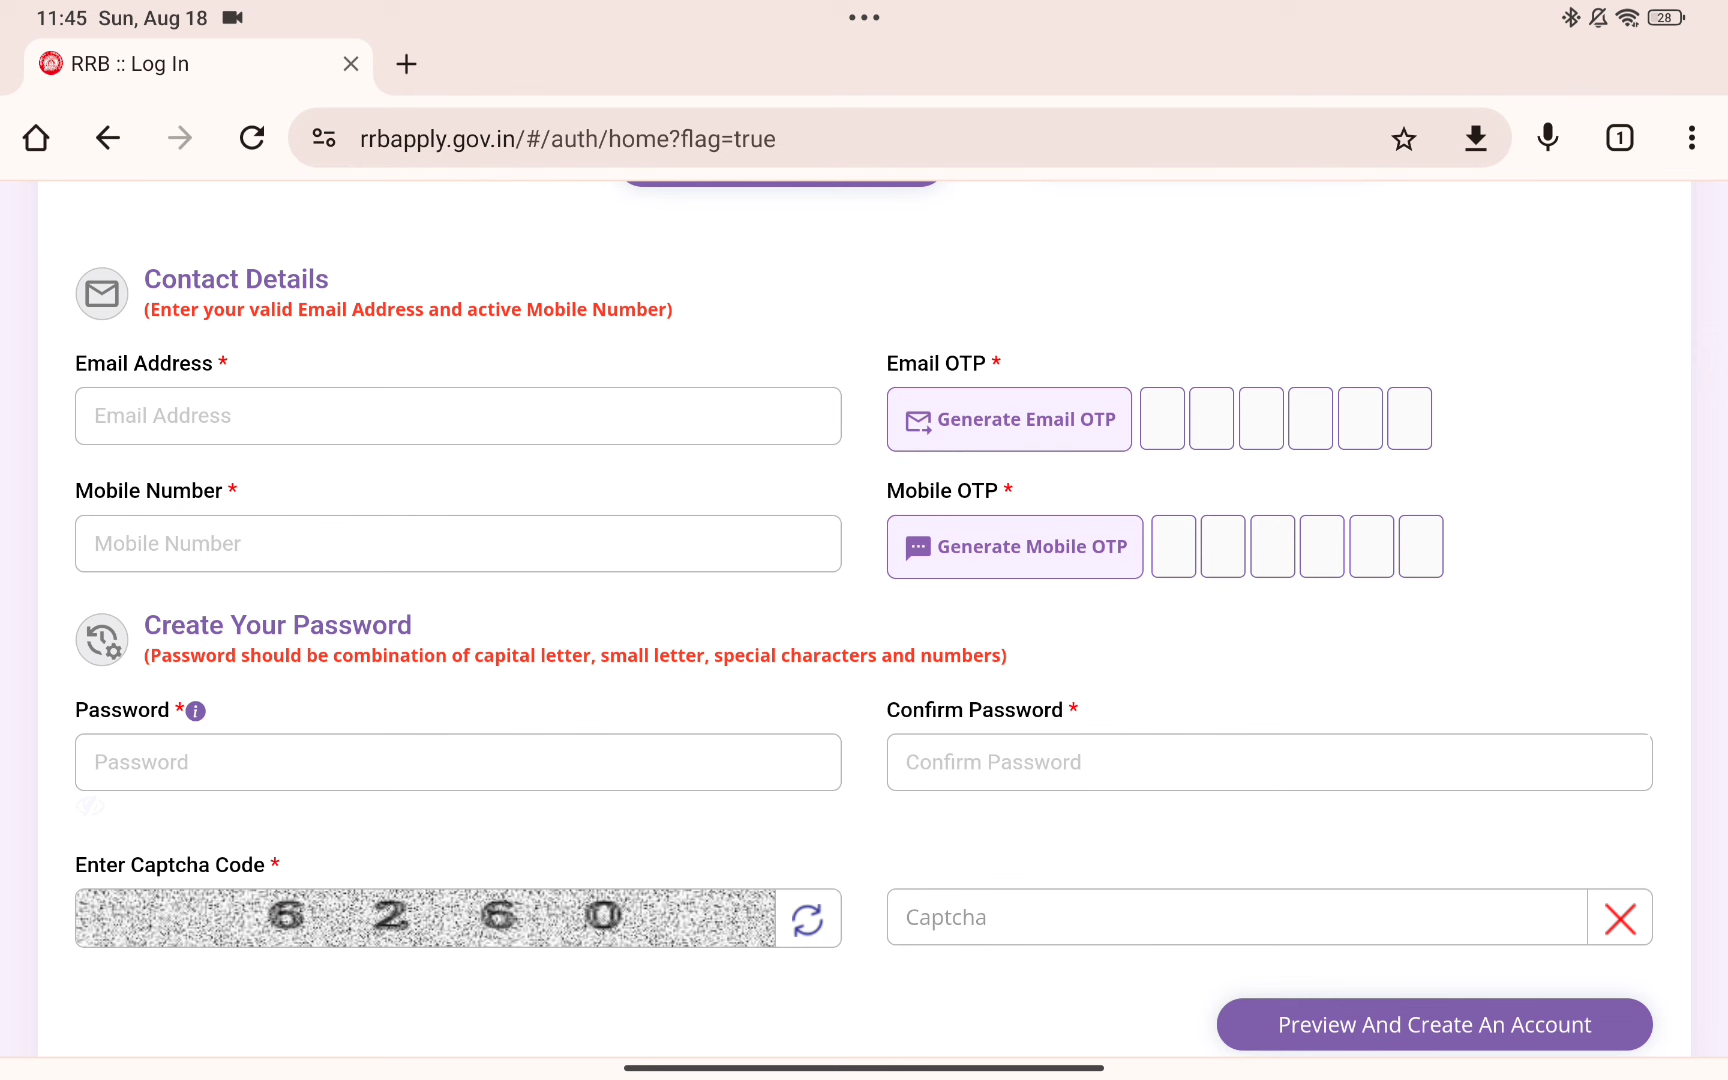 11:45 Sun, Aug 18
28
RRB :: Log In
rrbapply.gov.in/#/auth/home?flag=true
1
Contact Details
(Enter your valid Email Address and active Mobile Number)
Email Address *
Email OTP *
Email Address
Generate Email OTP
Mobile Number *
Mobile OTP *
Mobile Number
Generate Mobile OTP
Create Your Password
(Password should be combination of capital letter, small letter, special characters and numbers)
Password *
Confirm Password *
Password
Confirm Password
Enter Captcha Code *
6 2 6 0
Captcha
Preview And Create An Account